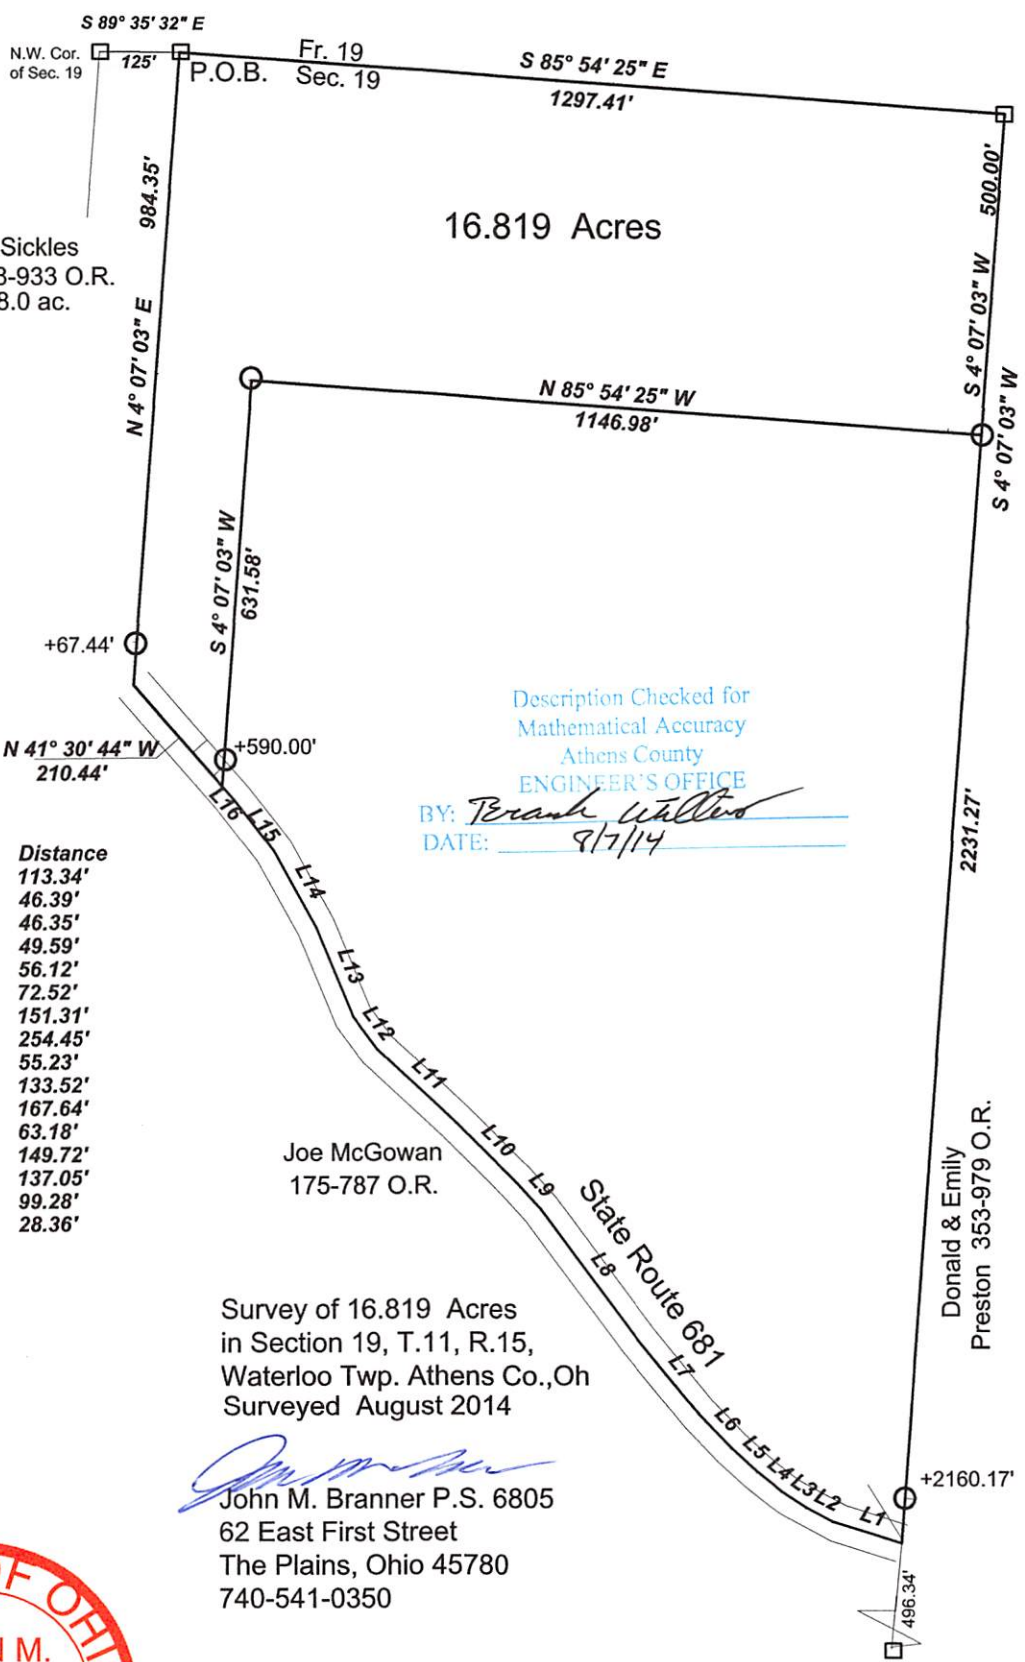 S 89° 35' 32" E
N.W. Cor.
of Sec. 19
125'
P.O.B.
Fr. 19
Sec. 19
S 85° 54' 25" E
1297.41'
984.35'
N 4° 07' 03" E
16.819 Acres
500.00'
S 4° 07' 03" W
S 4° 07' 03" W
Sickles
-933 O.R.
8.0 ac.
N 85° 54' 25" W
1146.98'
S 4° 07' 03" W
631.58'
+67.44'
N 41° 30' 44" W
210.44'
+590.00'
Description Checked for
Mathematical Accuracy
Athens County
ENGINEER'S OFFICE
BY:
DATE: 8/7/14
2231.27'
Distance
113.34'
46.39'
46.35'
49.59'
56.12'
72.52'
151.31'
254.45'
55.23'
133.52'
167.64'
63.18'
149.72'
137.05'
99.28'
28.36'
L16
L15
L14
L13
L12
L11
L10
L9
L8
L7
L6
L5
L4
L3
L2
L1
State Route 681
Joe McGowan
175-787 O.R.
Donald & Emily
Preston 353-979 O.R.
Survey of 16.819 Acres
in Section 19, T.11, R.15,
Waterloo Twp. Athens Co.,Oh
Surveyed August 2014
John M. Branner P.S. 6805
62 East First Street
The Plains, Ohio 45780
740-541-0350
+2160.17'
496.34'
OF OHI
M.